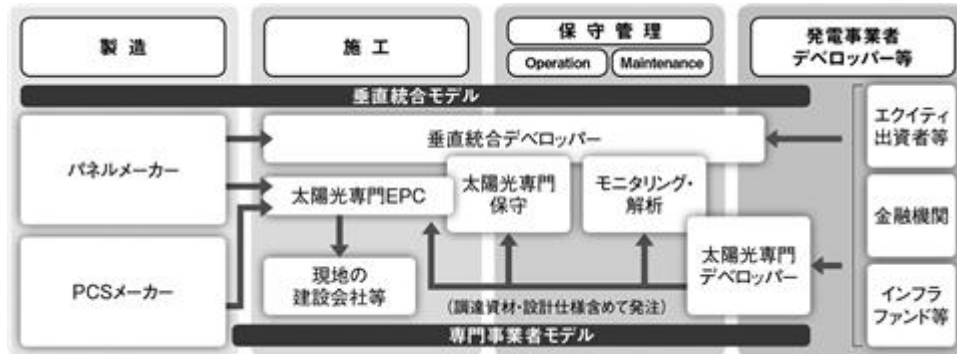 製造
施工
保守管理
Operation
Maintenance
発電事業者
デベロッパー等
垂直統合モデル
パネルメーカー
PCSメーカー
垂直統合デベロッパー
太陽光専門EPC
太陽光専門
保守
モニタリング・
解析
現地の
建設会社等
太陽光専門
デベロッパー
(調達資材・設計仕様含めて発注)
エクイティ
出資者等
金融機関
インフラ
ファンド等
専門事業者モデル